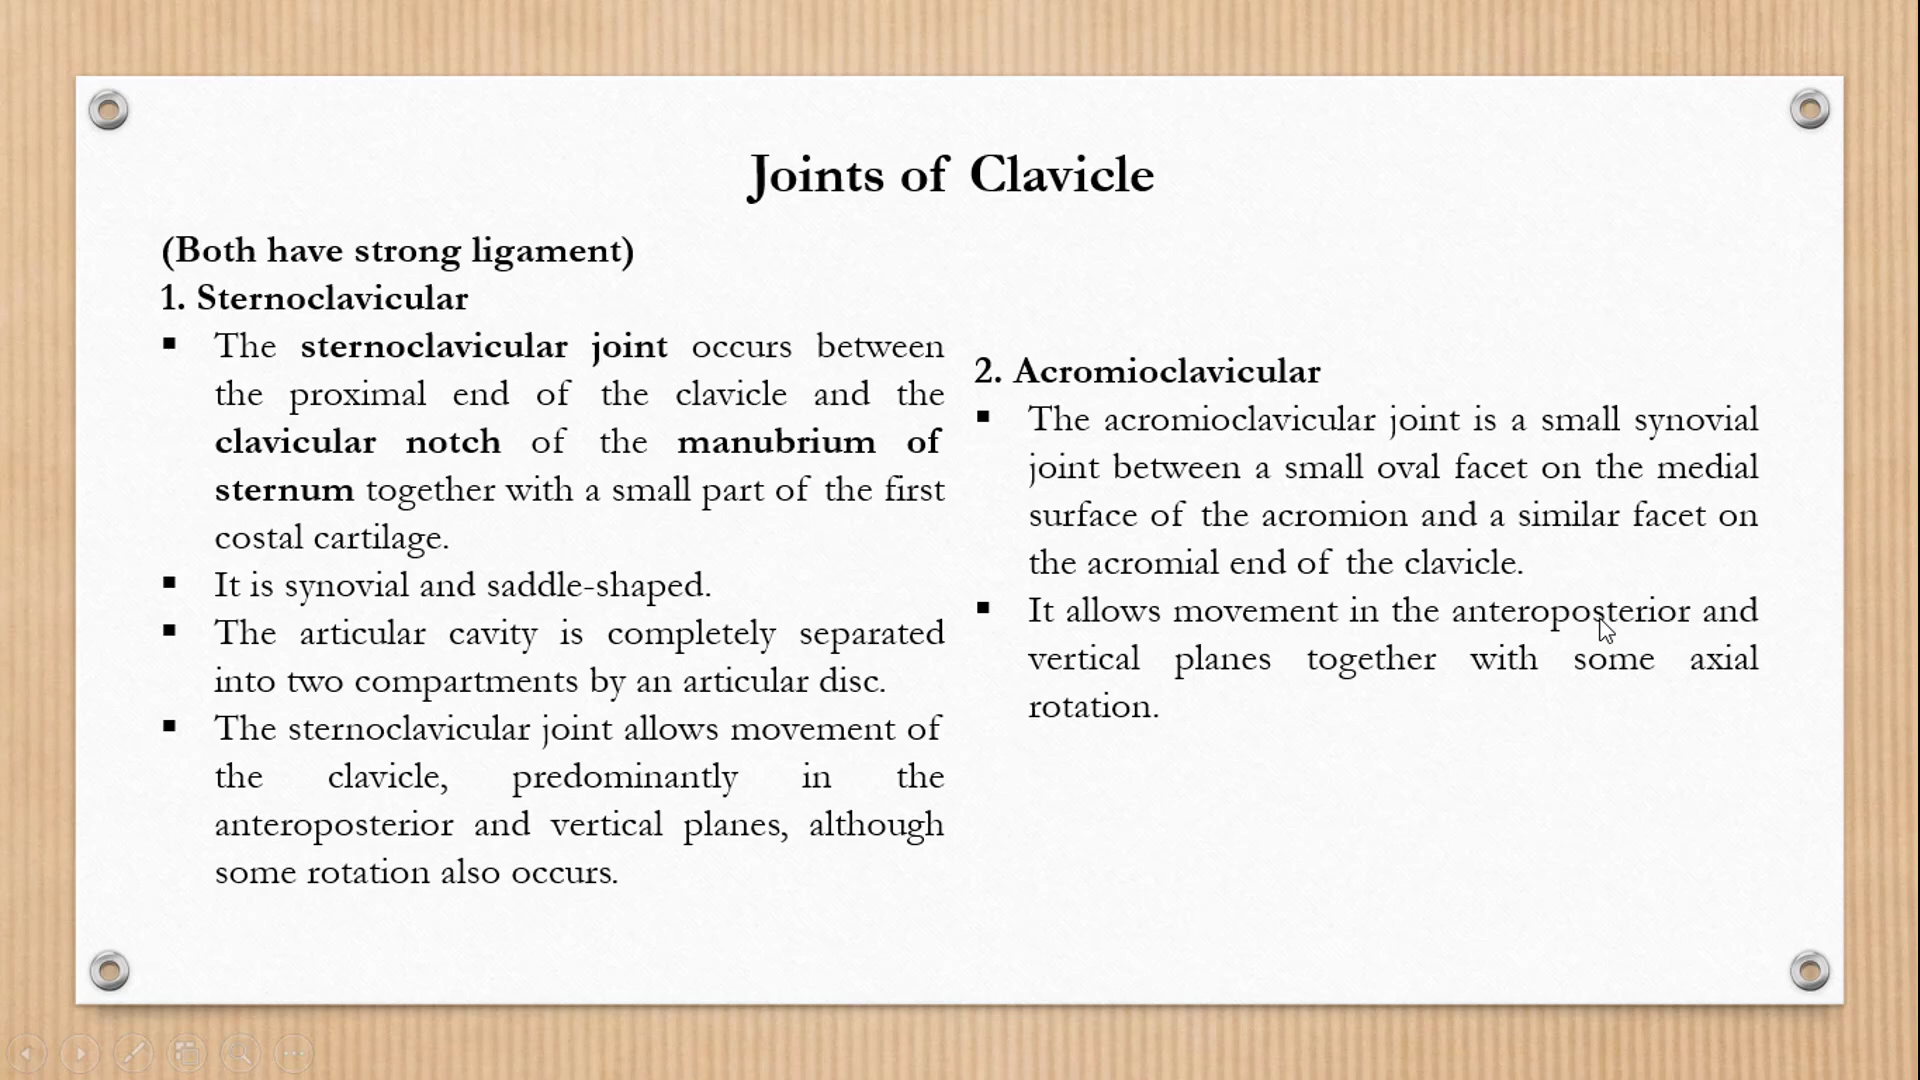 Joints of Clavicle
(Both have strong ligament)
1. Sternoclavicular
▪ The sternoclavicular joint occurs between
the proximal end of the clavicle and the
clavicular notch of the manubrium of
sternum together with a small part of the first
costal cartilage.
▪ It is synovial and saddle-shaped.
▪ The articular cavity is completely separated
into two compartments by an articular disc.
▪ The sternoclavicular joint allows movement of
the clavicle, predominantly in the
anteroposterior and vertical planes, although
some rotation also occurs.
2. Acromioclavicular
▪ The acromioclavicular joint is a small synovial
joint between a small oval facet on the medial
surface of the acromion and a similar facet on
the acromial end of the clavicle.
▪ It allows movement in the anteroposterior and
vertical planes together with some axial
rotation.